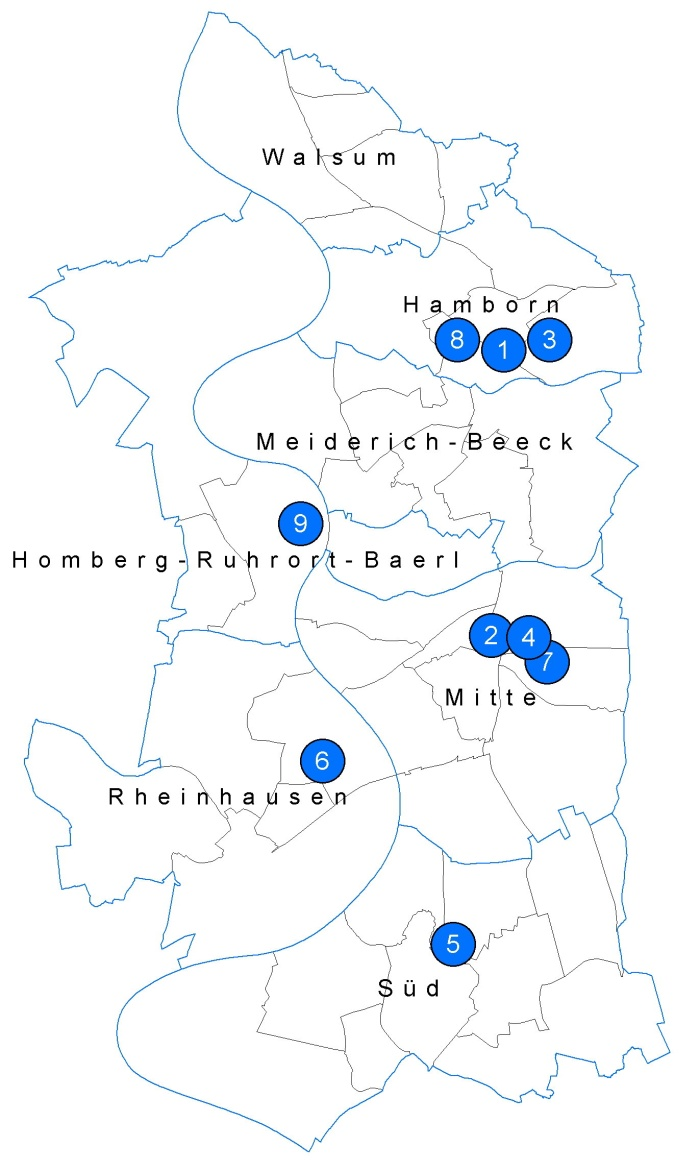 Walsum
Hamborn
8
1
3
Meiderich-Beeck
9
Homberg-Ruhrort-Baerl
2
4
7
Mitte
6
Rheinhausen
5
Süd